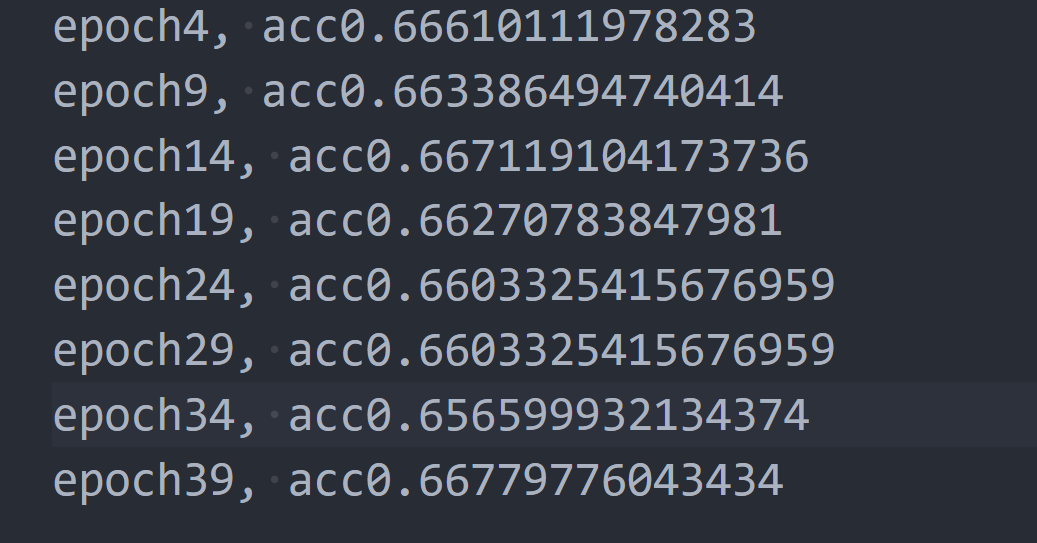 epoch4, acc0.66610111978283
epoch9, acc0.663386494740414
epoch14, acc0.667119104173736
epoch19, acc0.66270783847981
epoch24, acc0.6603325415676959
epoch29, acc0.6603325415676959
epoch34, acc0.656599932134374
epoch39, acc0.66779776043434